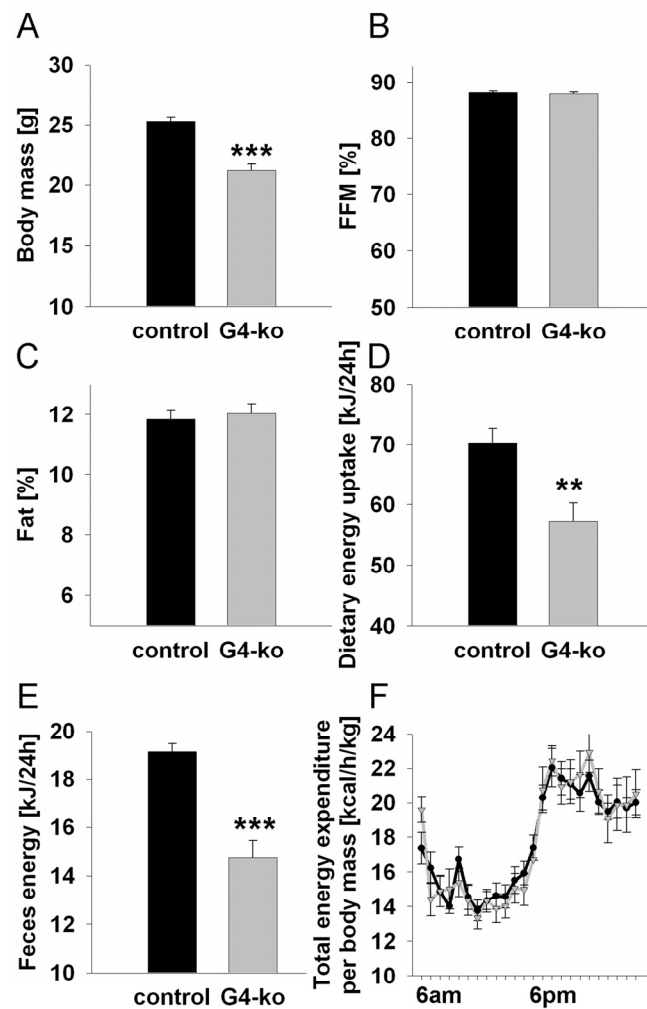 A
Body mass [g]
30
25
20
15
10
***
control G4-ko
B
FFM [%]
90
80
70
60
50
control G4-ko
C
Fat [%]
12
10
8
6
control G4-ko
D
Dietary energy uptake [kJ/24h]
80
70
60
50
40
**
control G4-ko
E
Feces energy [kJ/24h]
20
19
16
14
12
10
***
control G4-ko
F
Total energy expenditure
per body mass [kcal/h/kg]
24
22
20
18
16
14
12
10
6am 6pm